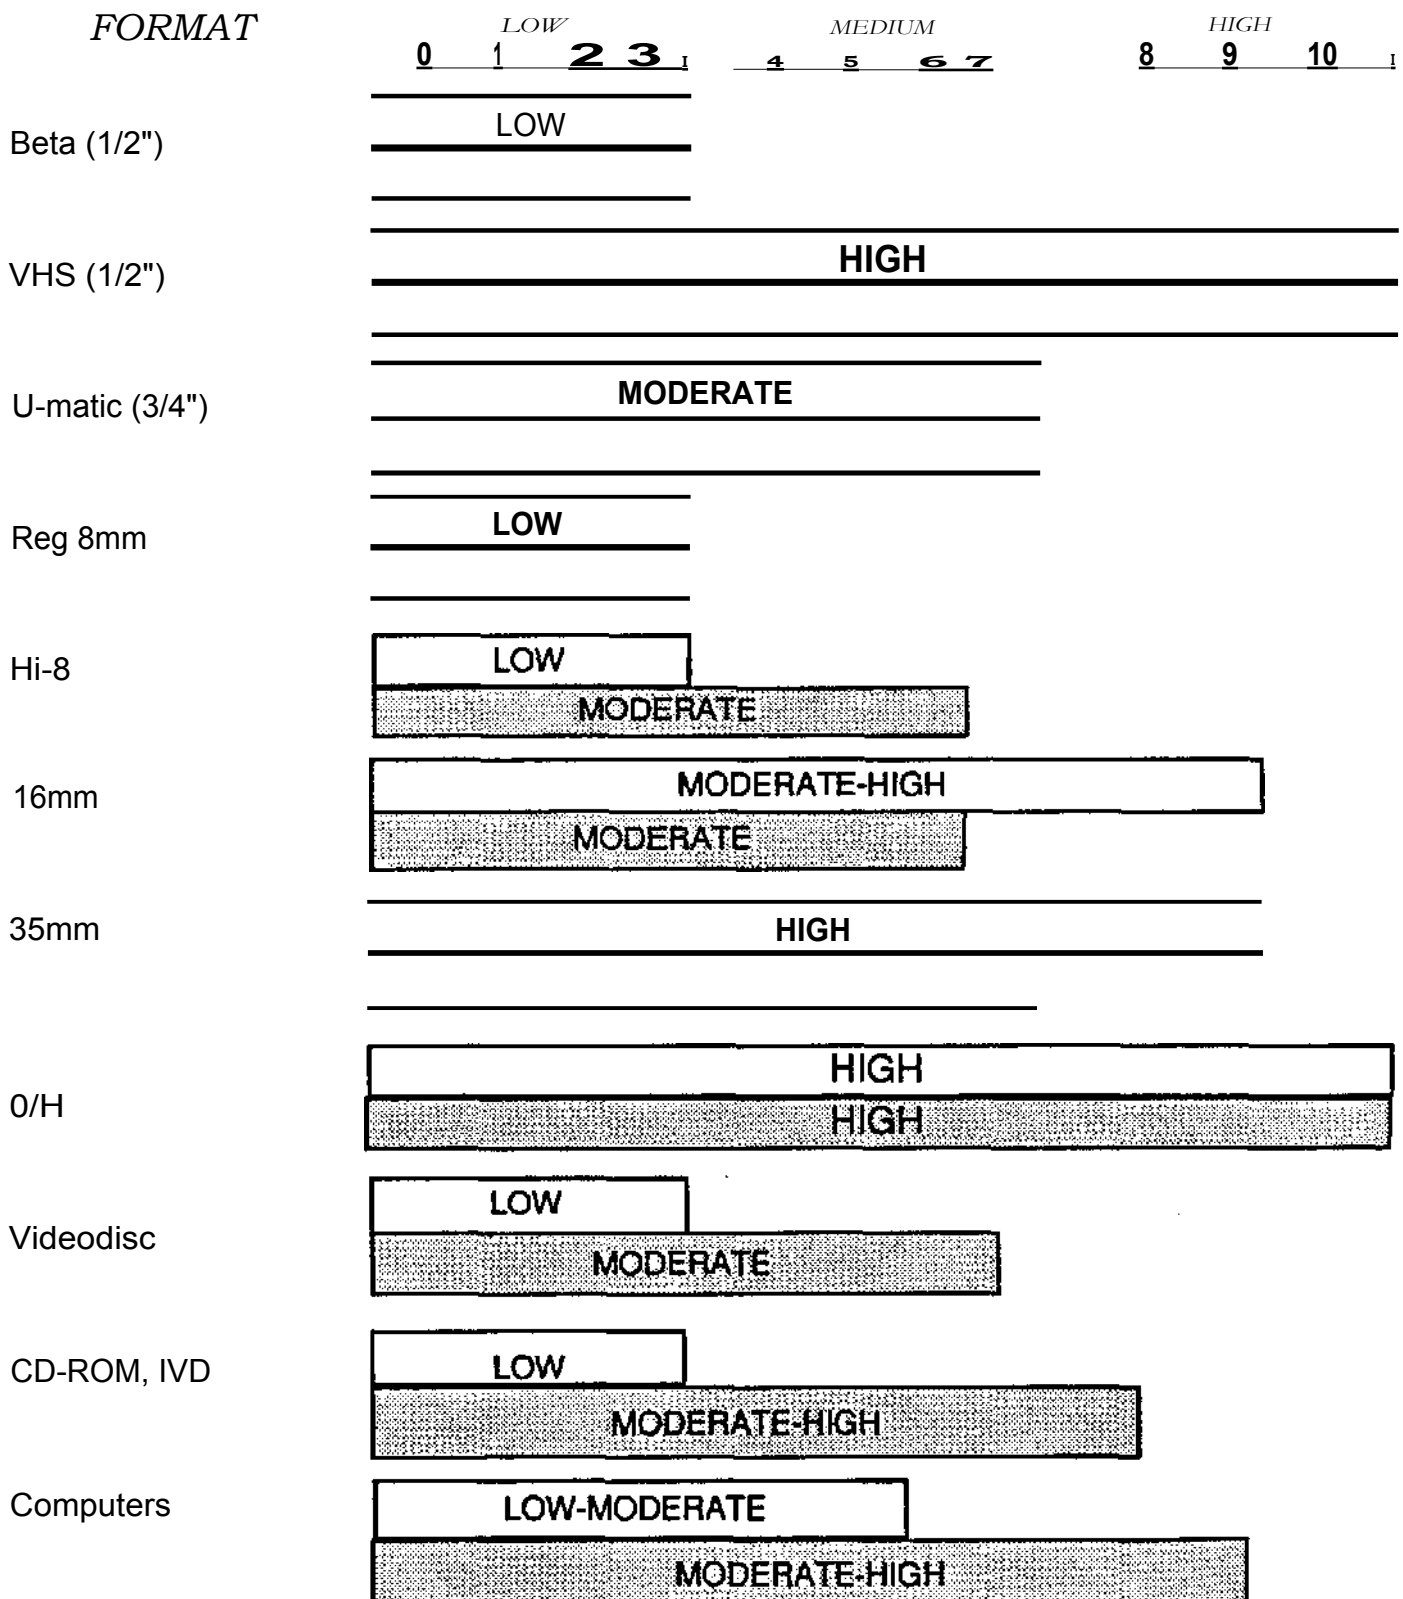 FORMAT LOW MEDIUM HIGH
0 1 2 3 I 4 5 6 7 8 9 10 I
Beta (1/2") LOW
VHS (1/2") HIGH
U-matic (3/4") MODERATE
Reg 8mm LOW
Hi-8 LOW
MODERATE
16mm MODERATE-HIGH
MODERATE
35mm HIGH
0/H HIGH
HIGH
Videodisc LOW
MODERATE
CD-ROM, IVD LOW
MODERATE-HIGH
Computers LOW-MODERATE
MODERATE-HIGH